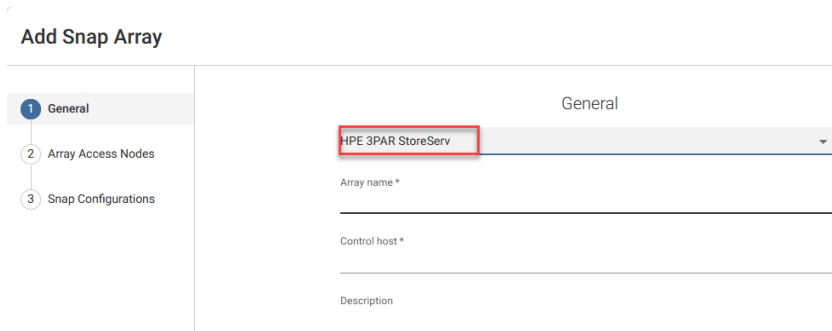 Add Snap Array
1 General
2 Array Access Nodes
3 Snap Configurations
General
HPE 3PAR StoreServ
Array name *
Control host *
Description